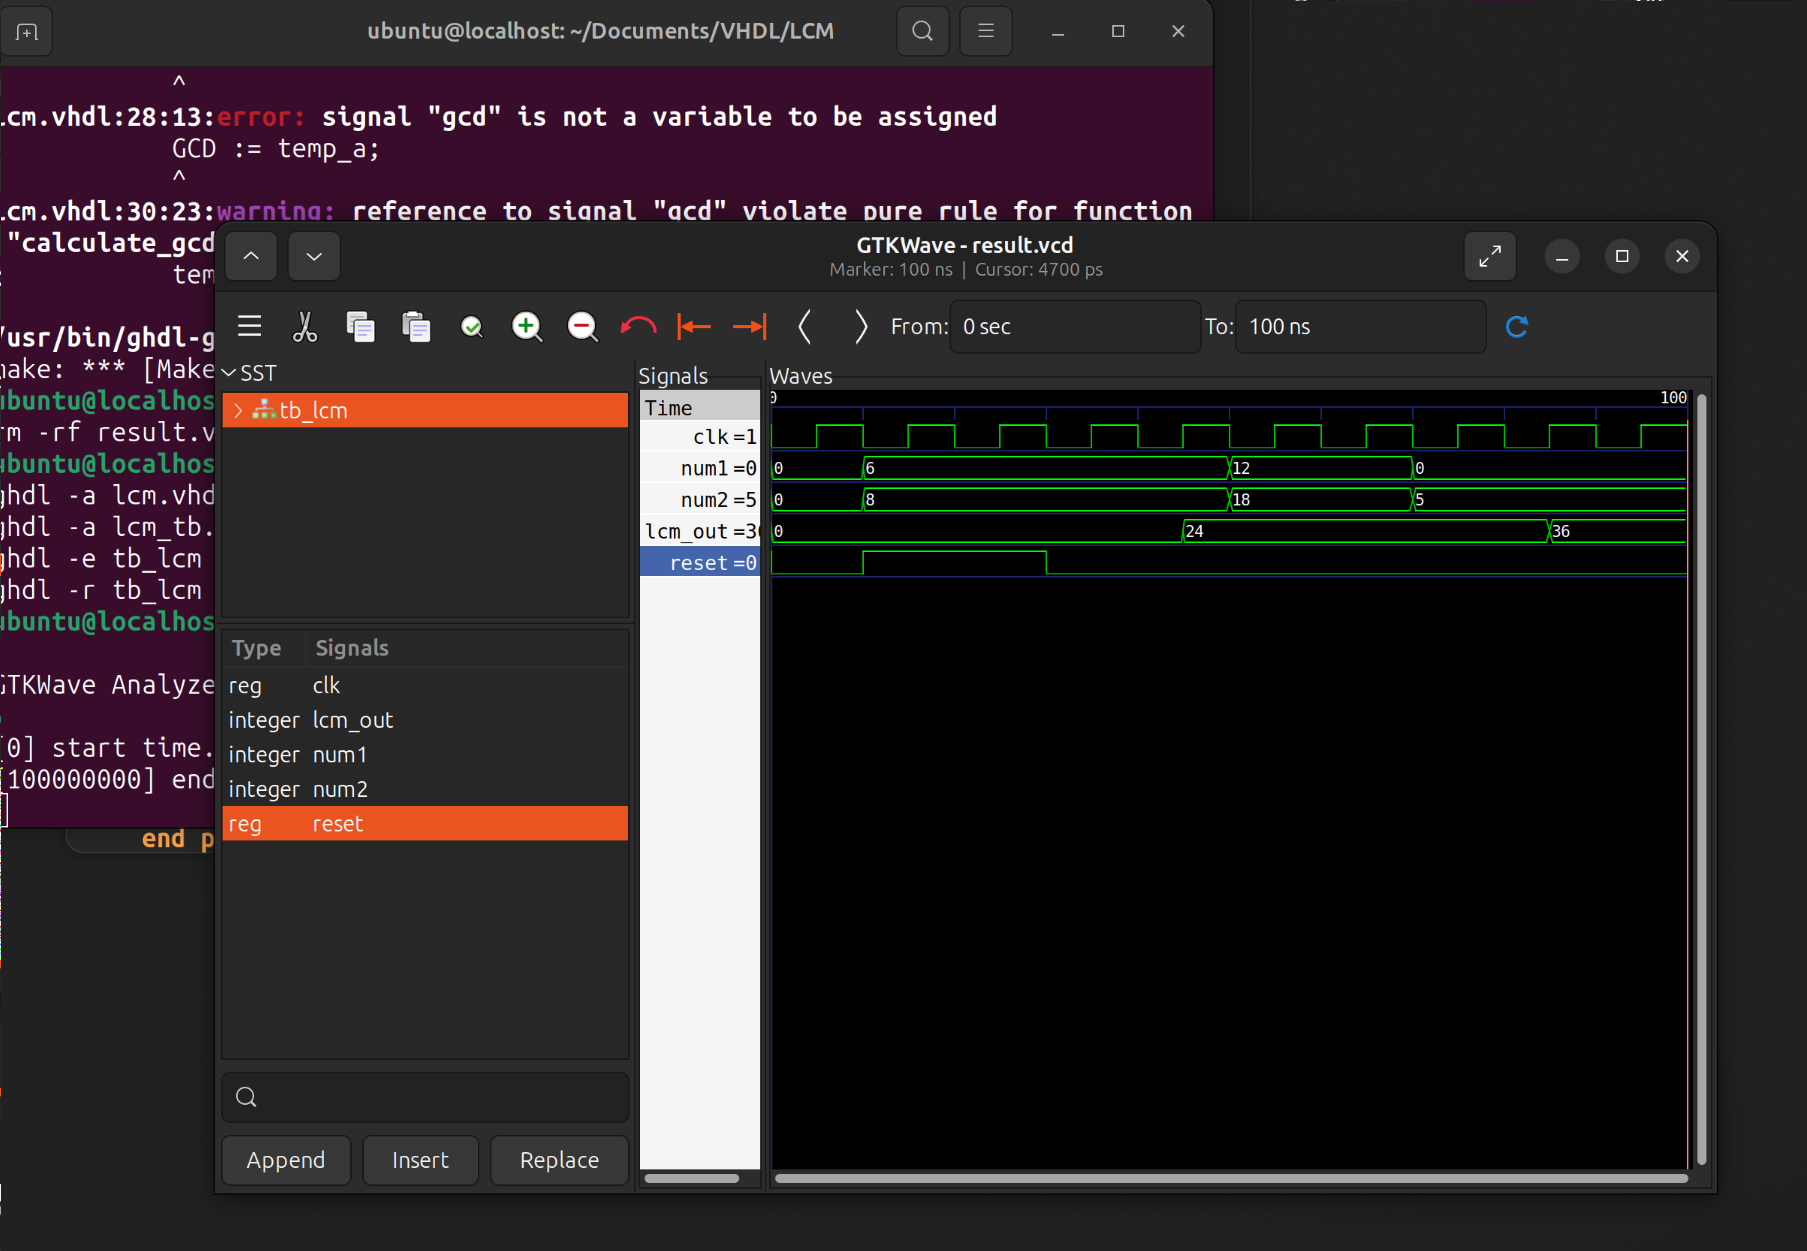 ubuntu@localhost: ~/Documents/VHDL/LCM
^
cm.vhdl:28:13:error: signal "gcd" is not a variable to be assigned
GCD := temp_a;
^
cm.vhdl:30:23:warning: reference to signal "gcd" violate pure rule for function
"calculate_gcd
tem
/usr/bin/ghdl-g
make: *** [Make
ubuntu@localhos
rm -rf result.v
ubuntu@localhos
ghdl -a lcm.vhd
ghdl -a lcm_tb.
ghdl -e tb_lcm
ghdl -r tb_lcm
ubuntu@localhos
GTKWave Analyze
[0] start time.
[100000000] end
end p
GTKWave - result.vcd
Marker: 100 ns | Cursor: 4700 ps
From: 0 sec To: 100 ns
SST
tb_lcm
Type Signals
reg clk
integer lcm_out
integer num1
integer num2
reg reset
Append Insert Replace
Signals
Time
clk =1
num1 =0
num2 =5
lcm_out =36
reset =0
Waves
0 100
0 6 12 0
0 8 18 5
0 24 36